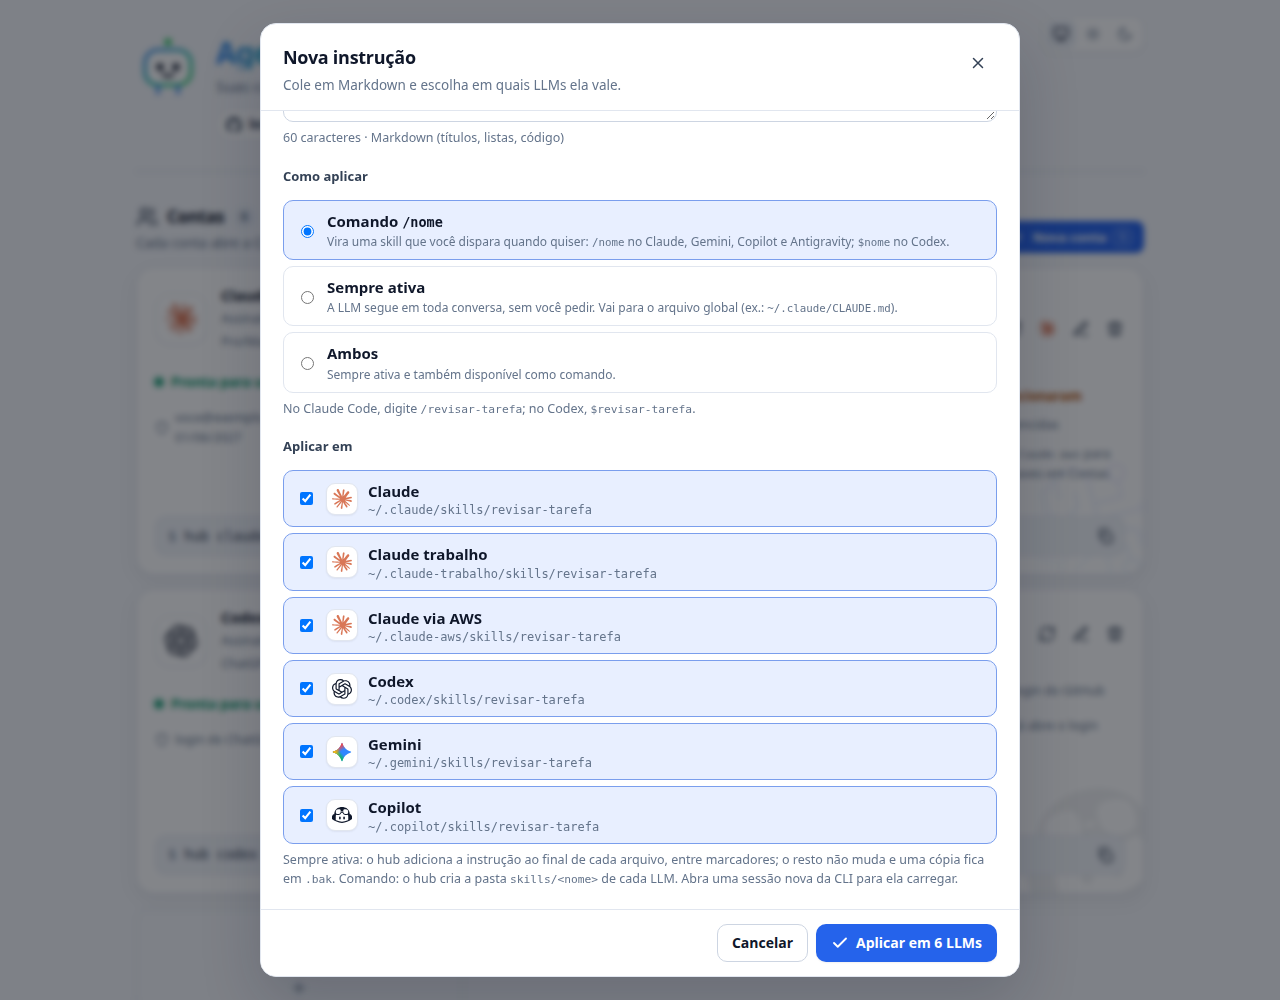 Nova instrução
Cole em Markdown e escolha em quais LLMs ela vale.
60 caracteres · Markdown (títulos, listas, código)
Como aplicar
Comando /nome
Vira uma skill que você dispara quando quiser: /nome no Claude, Gemini, Copilot e Antigravity; $nome no Codex.
Sempre ativa
A LLM segue em toda conversa, sem você pedir. Vai para o arquivo global (ex.: ~/.claude/CLAUDE.md).
Ambos
Sempre ativa e também disponível como comando.
No Claude Code, digite /revisar-tarefa; no Codex, $revisar-tarefa.
Aplicar em
Claude
~/.claude/skills/revisar-tarefa
Claude trabalho
~/.claude-trabalho/skills/revisar-tarefa
Claude via AWS
~/.claude-aws/skills/revisar-tarefa
Codex
~/.codex/skills/revisar-tarefa
Gemini
~/.gemini/skills/revisar-tarefa
Copilot
~/.copilot/skills/revisar-tarefa
Sempre ativa: o hub adiciona a instrução ao final de cada arquivo, entre marcadores; o resto não muda e uma cópia fica
em .bak. Comando: o hub cria a pasta skills/<nome> de cada LLM. Abra uma sessão nova da CLI para ela carregar.
Cancelar
Aplicar em 6 LLMs
Contas
Nova conta